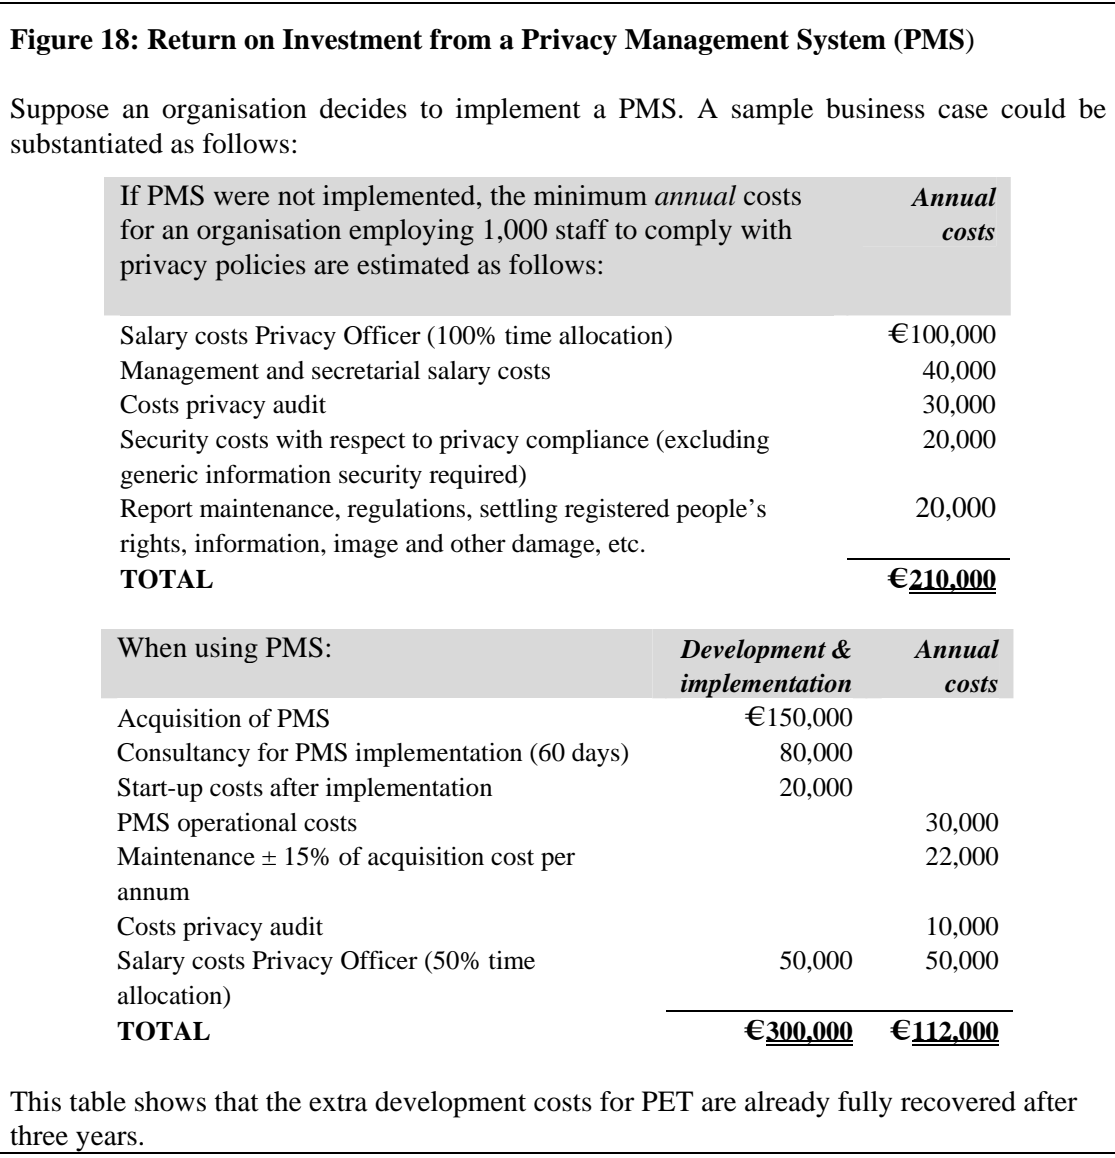 Figure 18: Return on Investment from a Privacy Management System (PMS)
Suppose an organisation decides to implement a PMS. A sample business case could be
substantiated as follows:
If PMS were not implemented, the minimum annual costs
for an organisation employing 1,000 staff to comply with
privacy policies are estimated as follows:
Annual
costs
Salary costs Privacy Officer (100% time allocation) €100,000
Management and secretarial salary costs 40,000
Costs privacy audit 30,000
Security costs with respect to privacy compliance (excluding 20,000
generic information security required)
Report maintenance, regulations, settling registered people's 20,000
rights, information, image and other damage, etc.
TOTAL €210,000
When using PMS:
Development &
implementation
Annual
costs
Acquisition of PMS €150,000
Consultancy for PMS implementation (60 days) 80,000
Start-up costs after implementation 20,000
PMS operational costs 30,000
Maintenance ± 15% of acquisition cost per 22,000
annum
Costs privacy audit 10,000
Salary costs Privacy Officer (50% time 50,000 50,000
allocation)
TOTAL €300,000 €112,000
This table shows that the extra development costs for PET are already fully recovered after
three years.